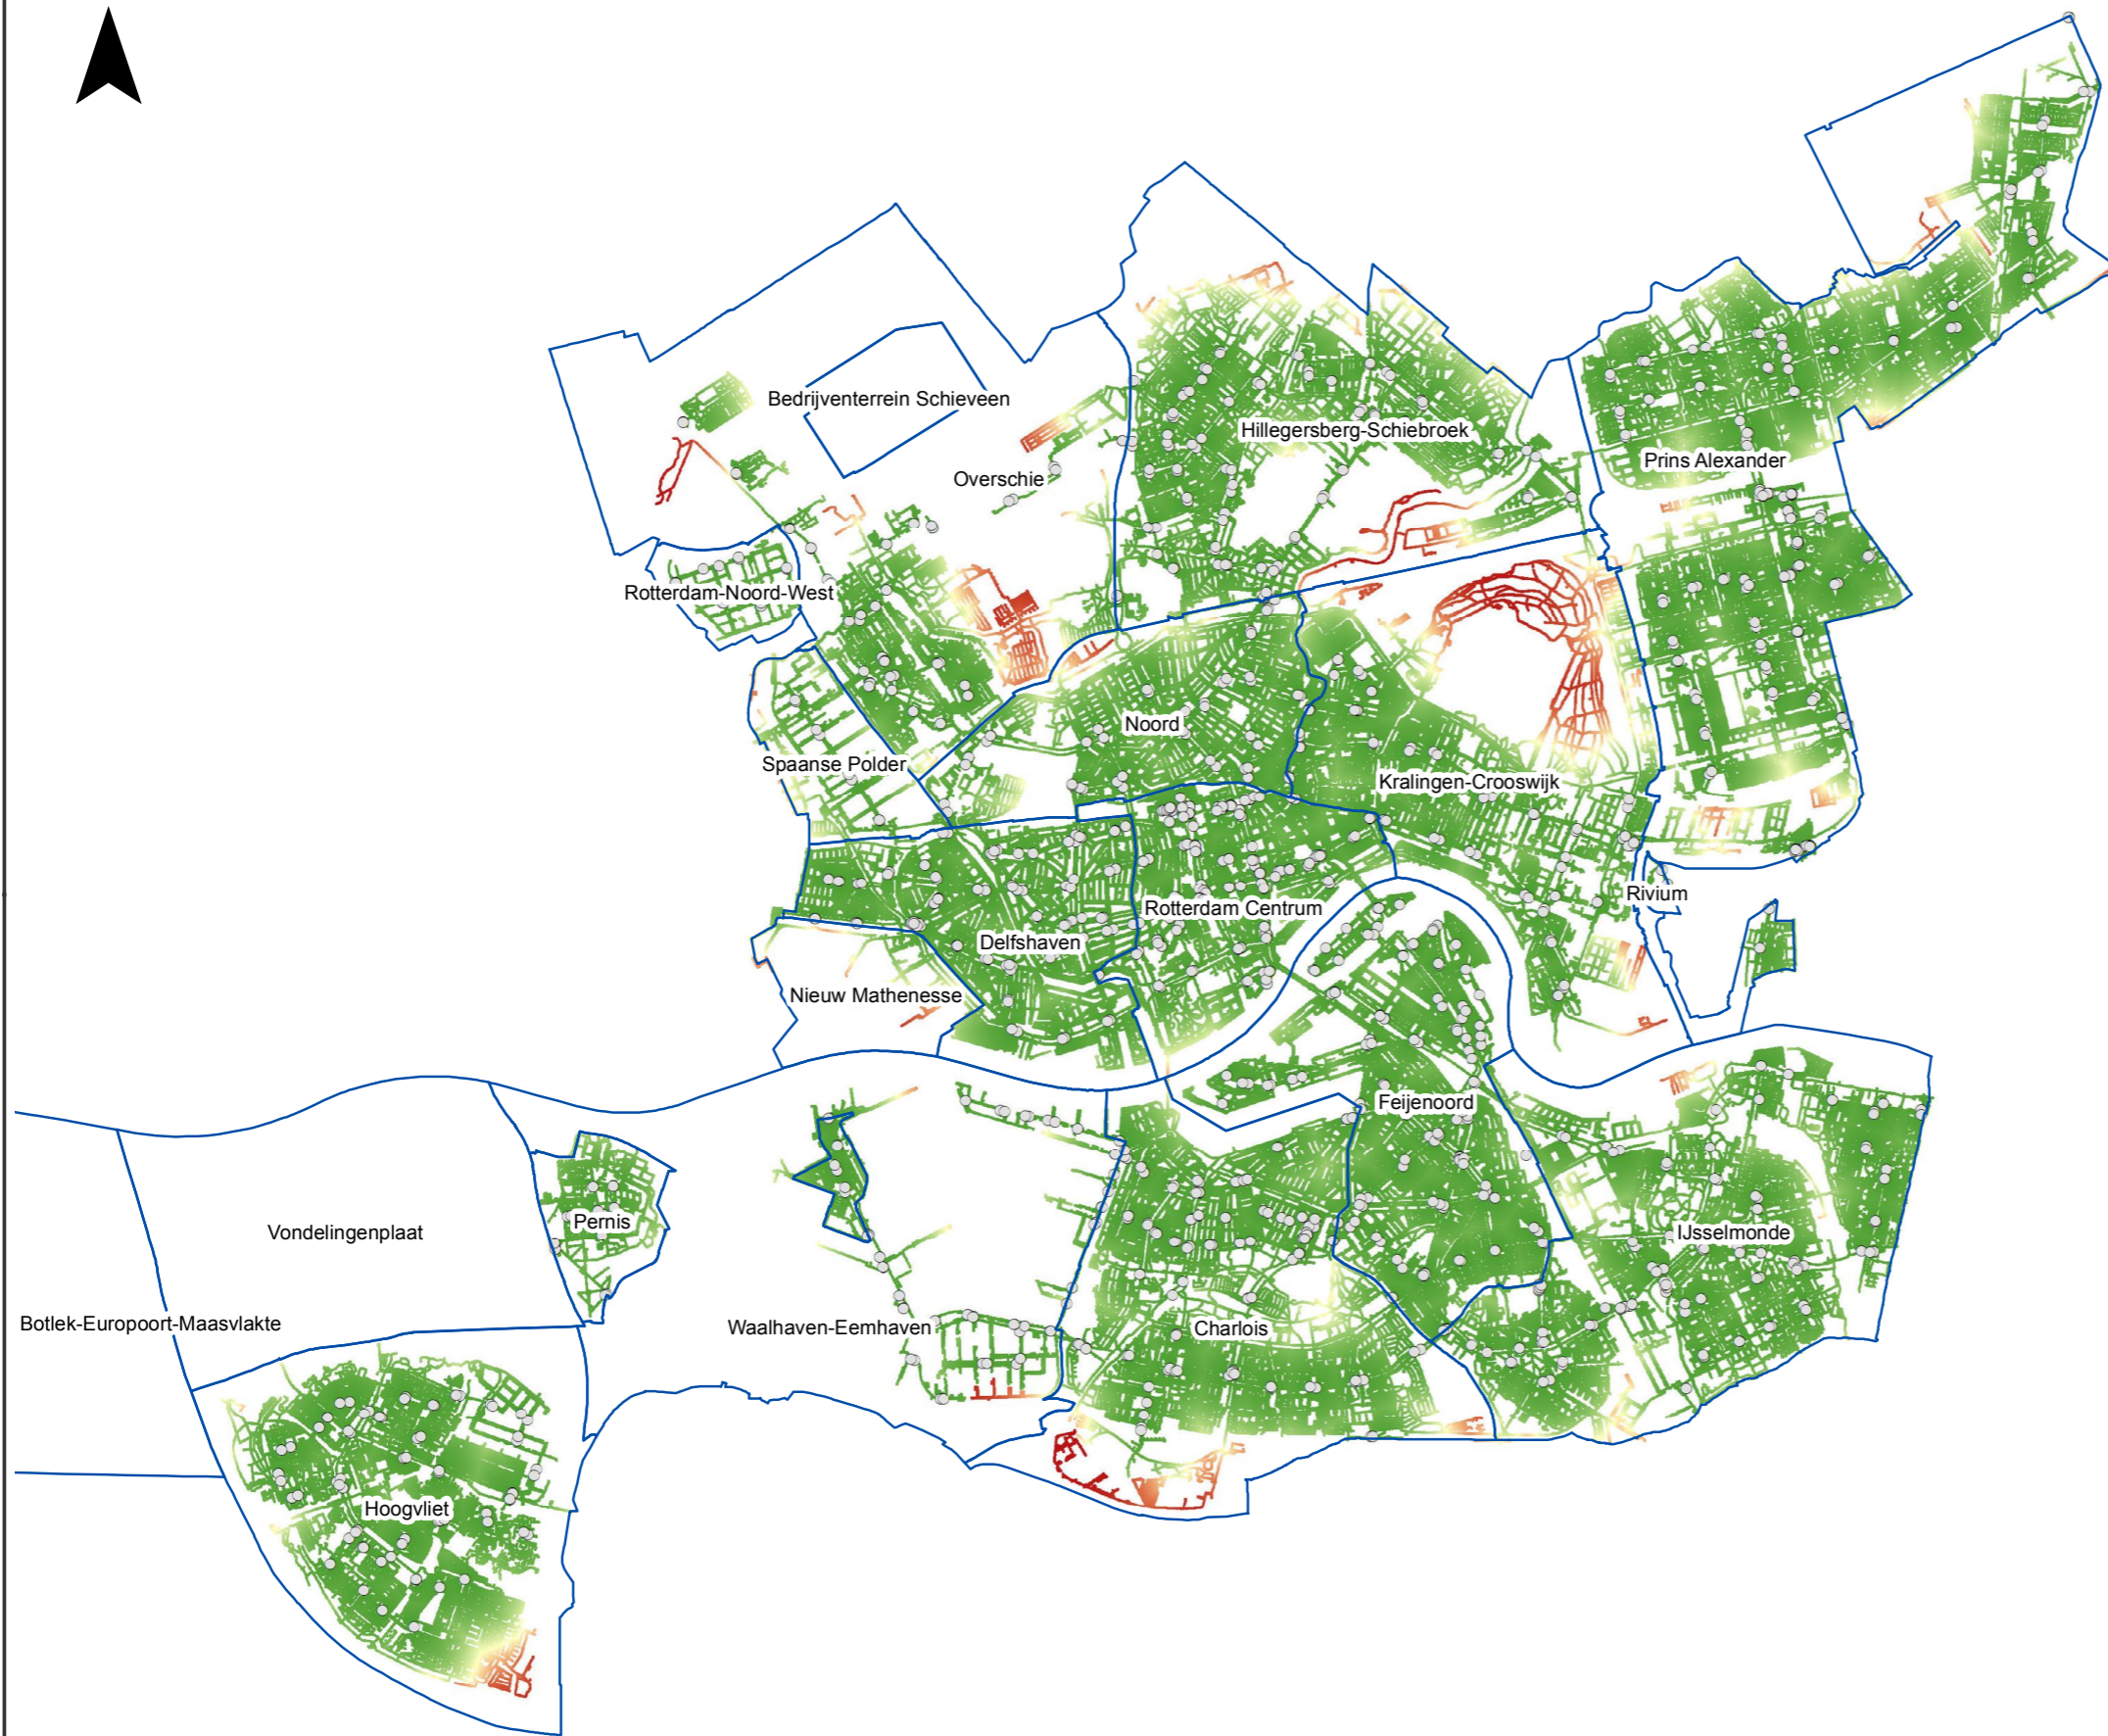 Bedrijventerrein Schieveen
Hillegersberg-Schiebroek
Prins Alexander
Overschie
Rotterdam-Noord-West
Noord
Spaanse Polder
Kralingen-Crooswijk
Rivium
Rotterdam Centrum
Delfshaven
Nieuw Mathenesse
Feijenoord
Pernis
Vondelingenplaat
IJsselmonde
Botlek-Europoort-Maasvlakte
Waalhaven-Eemhaven
Charlois
Hoogvliet